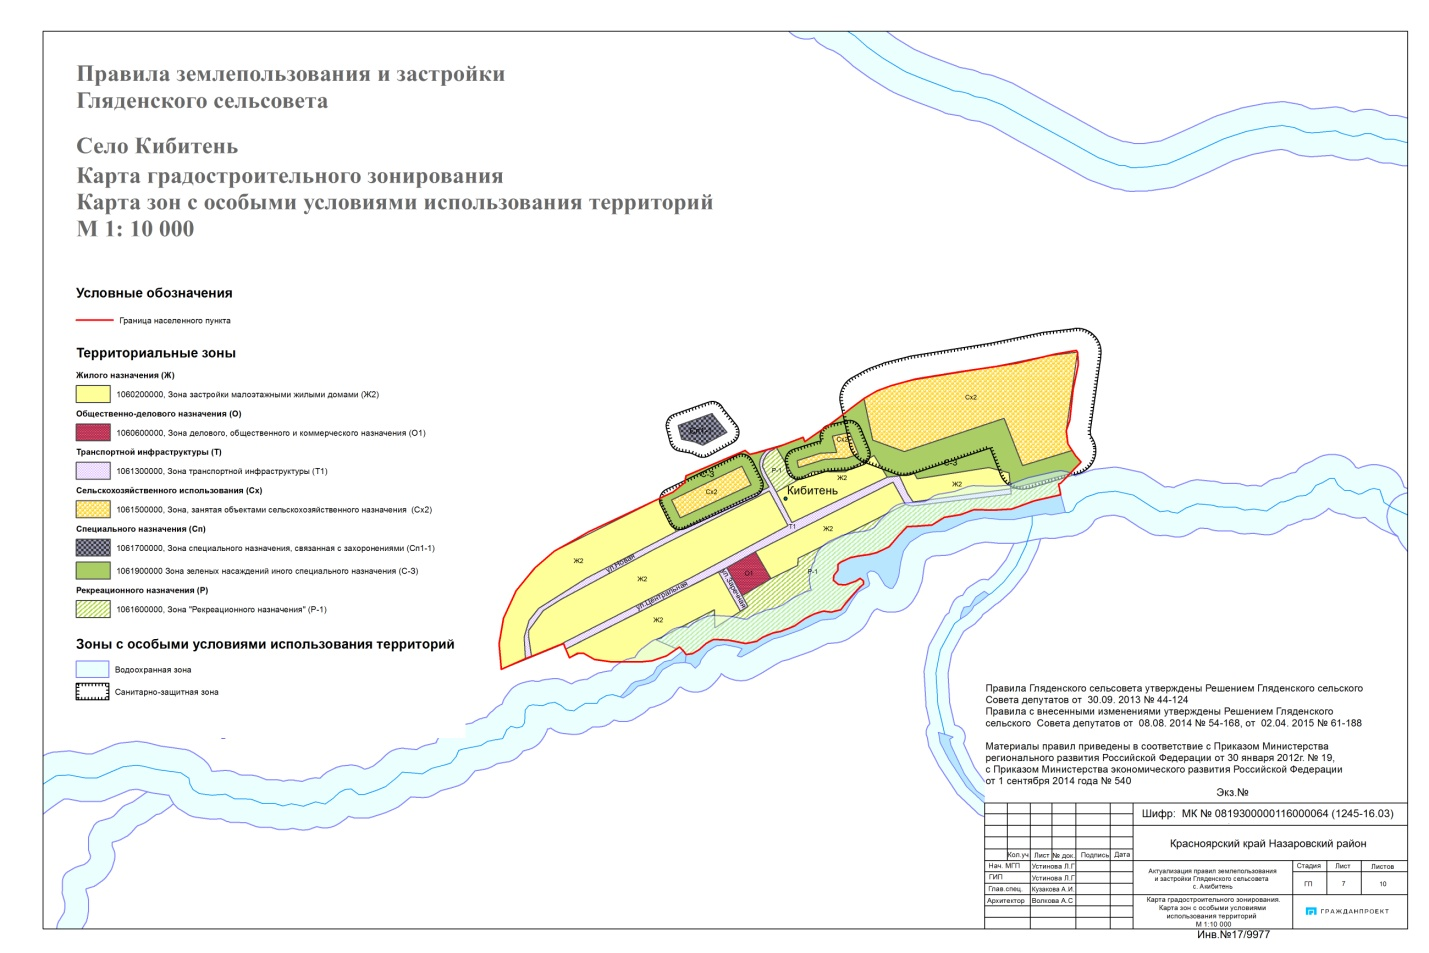 Правила землепользования и застройки
Гляденского сельсовета
Село Кибитень
Карта градостроительного зонирования
Карта зон с особыми условиями использования территорий
М 1: 10 000
Условные обозначения
Граница населенного пункта
Территориальные зоны
Жилого назначения (Ж)
1060200000, Зона застройки малоэтажными жилыми домами (Ж2)
Общественно-делового назначения (О)
1060600000, Зона делового, общественного и коммерческого назначения (О1)
Транспортной инфраструктуры (Т)
1061300000, Зона транспортной инфраструктуры (Т1)
Сельскохозяйственного использования (Сх)
1061500000, Зона, занятая объектами сельскохозяйственного назначения (Сх2)
Специального назначения (Сп)
1061700000, Зона специального назначения, связанная с захоронениями (Сп1-1)
1061900000 Зона зеленых насаждений иного специального назначения (С-3)
Рекреационного назначения (Р)
1061600000, Зона "Рекреационного назначения" (Р-1)
Зоны с особыми условиями использования территорий
Водоохранная зона
Санитарно-защитная зона
Сх2
Сп1-1
Сх2
С-3
Р-1
С-3
Ж2
Ж2
Сх2
Кибитень
Т1
Ж2
Ж2
ул.Новая
Р-1
О1
Ж2
ул.Заречная
ул.Центральная
Ж2
Правила Гляденского сельсовета утверждены Решением Гляденского сельского
Совета депутатов от 30.09. 2013 № 44-124
Правила с внесенными изменениями утверждены Решением Гляденского
сельского Совета депутатов от 08.08. 2014 № 54-168, от 02.04. 2015 № 61-188
Материалы правил приведены в соответствие с Приказом Министерства
регионального развития Российской Федерации от 30 января 2012г. № 19,
с Приказом Министерства экономического развития Российской Федерации
от 1 сентября 2014 года № 540
Экз.№
Шифр: МК № 0819300000116000064 (1245-16.03)
Красноярский край Назаровский район
Кол.уч. Лист № док. Подпись Дата
Нач. МГП Устинова Л.Г
ГИП Устинова Л.Г
Глав.спец. Кузакова А.И.
Архитектор Волкова А.С
Актуализация правил землепользования
и застройки Гляденского сельсовета
с. Акибитень
Стадия Лист Листов
ГП 7 10
Карта градостроительного зонирования.
Карта зон с особыми условиями
использования территорий
М 1:10 000
ГРАЖДАНПРОЕКТ
Инв.№17/9977